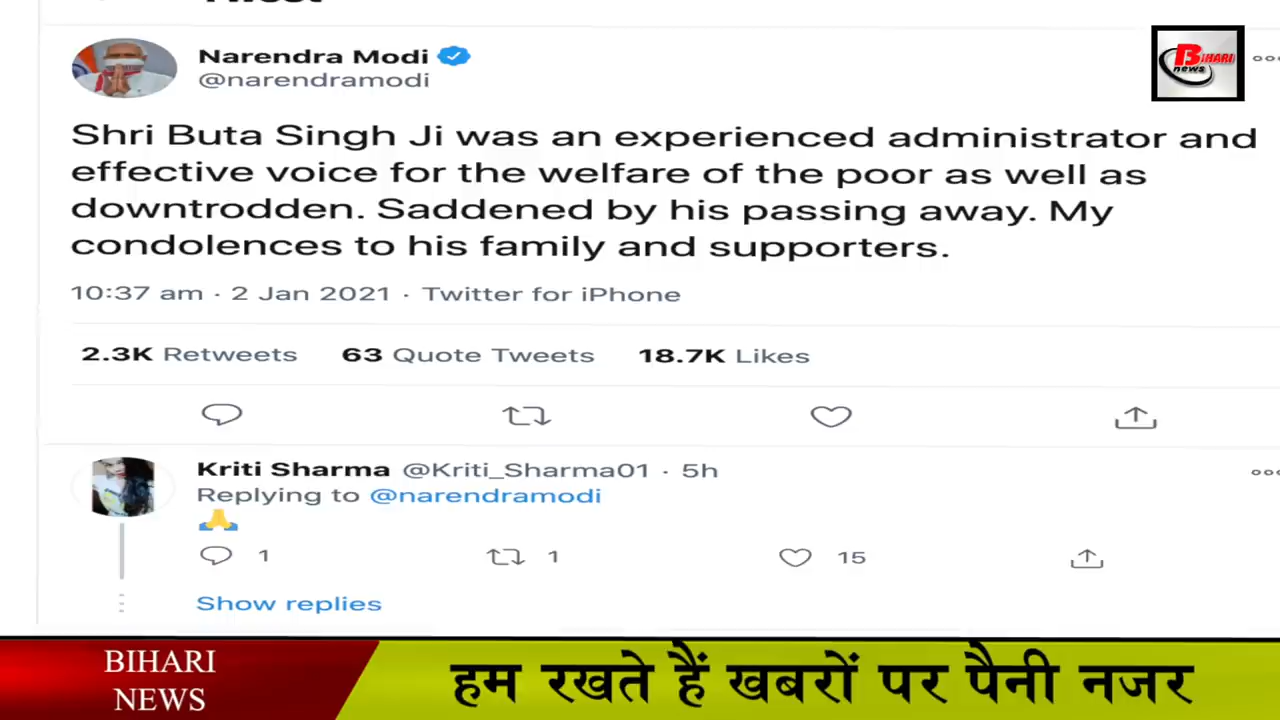 Tweet
Narendra Modi
@narendramodi
BIHARI
news
Shri Buta Singh Ji was an experienced administrator and
effective voice for the welfare of the poor as well as
downtrodden. Saddened by his passing away. My
condolences to his family and supporters.
10:37 am · 2 Jan 2021 · Twitter for iPhone
2.3K Retweets 63 Quote Tweets 18.7K Likes
Kriti Sharma @Kriti_Sharma01 · 5h
Replying to @narendramodi
🙏
1 1 15
Show replies
BIHARI
NEWS
हम रखते हैं खबरों पर पैनी नजर